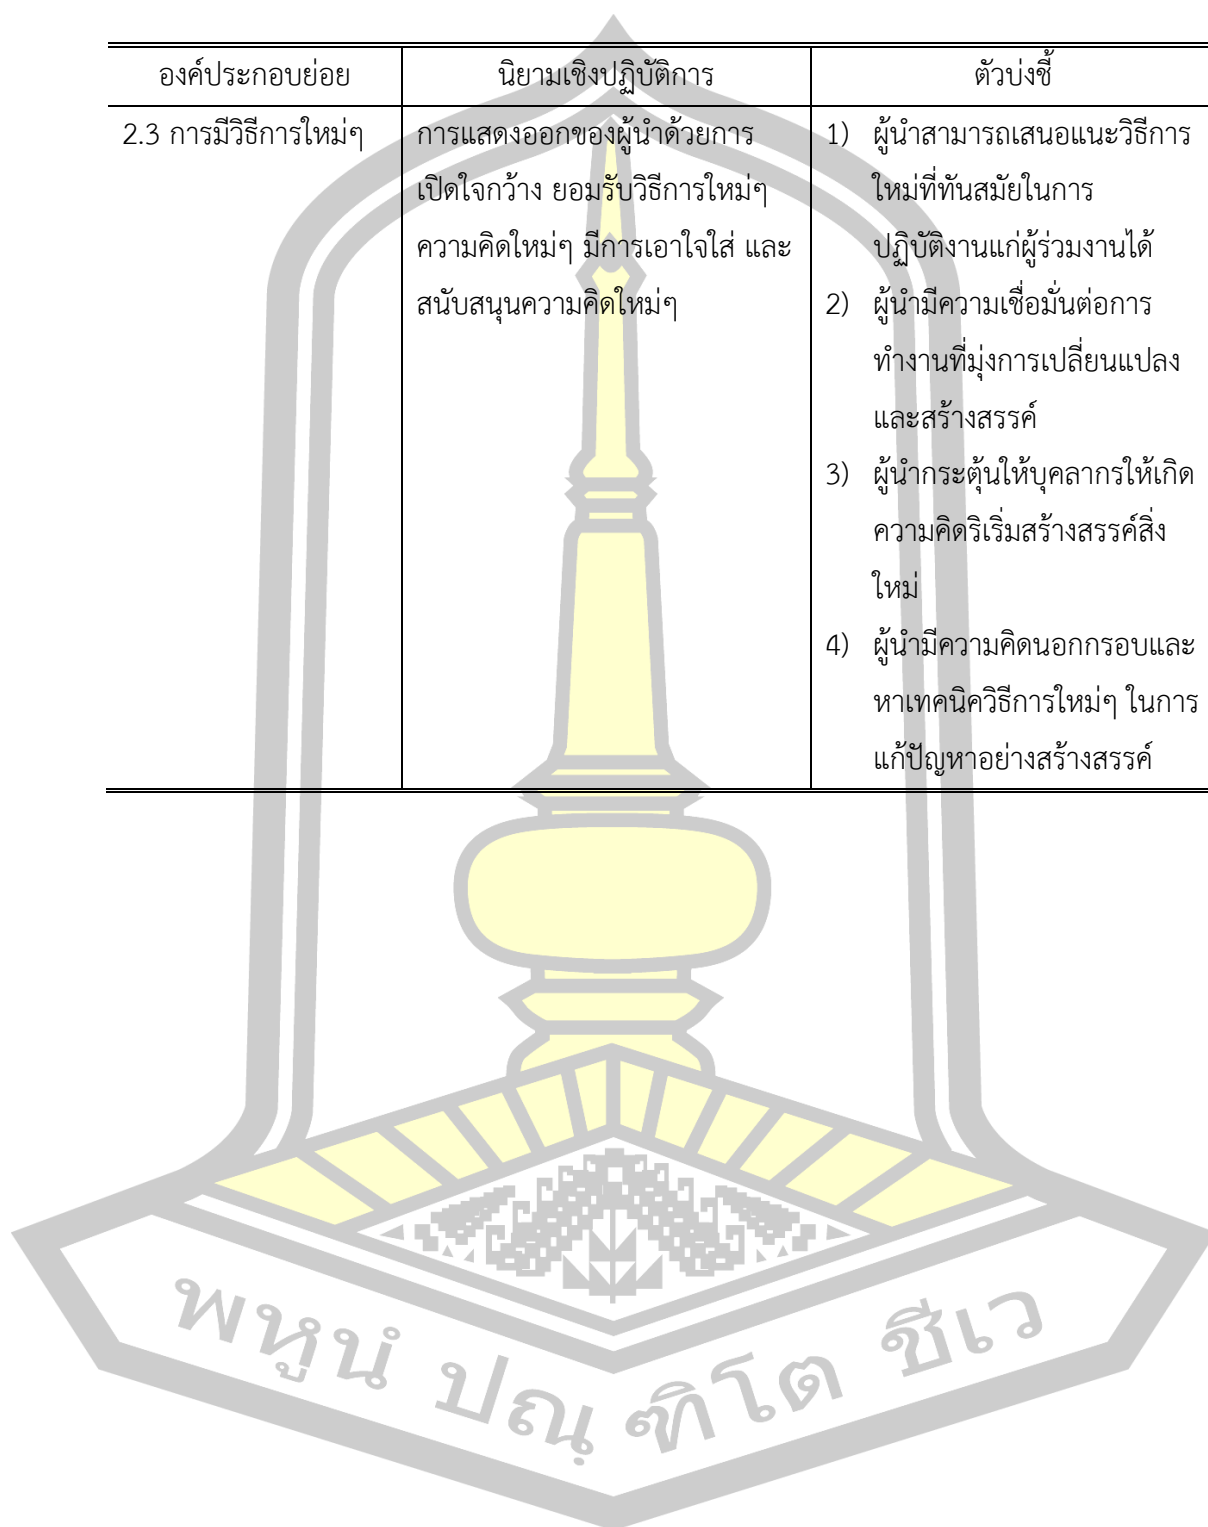 องค์ประกอบย่อย นิยามเชิงปฏิบัติการ ตัวบ่งชี้
2.3 การมีวิธีการใหม่ๆ
การแสดงออกของผู้นำด้วยการ
เปิดใจกว้าง ยอมรับวิธีการใหม่ๆ
ความคิดใหม่ๆ มีการเอาใจใส่ และ
สนับสนุนความคิดใหม่ๆ
1) ผู้นำสามารถเสนอแนะวิธีการ
ใหม่ที่ทันสมัยในการ
ปฏิบัติงานแก่ผู้ร่วมงานได้
2) ผู้นำมีความเชื่อมั่นต่อการ
ทำงานที่มุ่งการเปลี่ยนแปลง
และสร้างสรรค์
3) ผู้นำกระตุ้นให้บุคลากรให้เกิด
ความคิดริเริ่มสร้างสรรค์สิ่ง
ใหม่
4) ผู้นำมีความคิดนอกกรอบและ
หาเทคนิควิธีการใหม่ๆ ในการ
แก้ปัญหาอย่างสร้างสรรค์
พหูนํ ปณฺฑิโต ชีเว